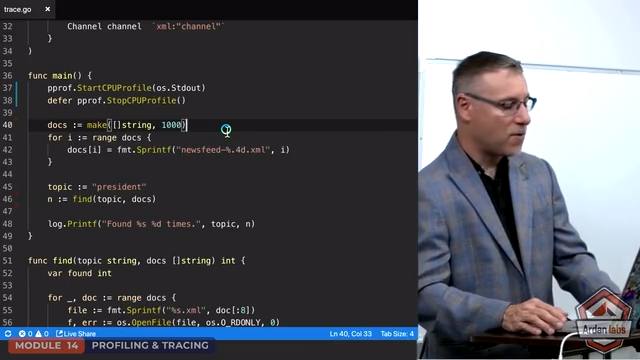 trace.go
32 Channel channel `xml:"channel"`
33 }
34 )
35
36 func main() {
37 pprof.StartCPUProfile(os.Stdout)
38 defer pprof.StopCPUProfile()
39
40 docs := make([]string, 1000)
41 for i := range docs {
42 docs[i] = fmt.Sprintf("newsfeed-%.4d.xml", i)
43 }
44
45 topic := "president"
46 n := find(topic, docs)
47
48 log.Printf("Found %s %d times.", topic, n)
49 }
50
51 func find(topic string, docs []string) int {
52 var found int
53
54 for _, doc := range docs {
55 file := fmt.Sprintf("%s.xml", doc[:8])
56 f, err := os.OpenFile(file, os.O_RDONLY, 0)
0 0 Live Share Ln 40, Col 33 Tab Size: 4
MODULE 14 PROFILING & TRACING
Ardan labs